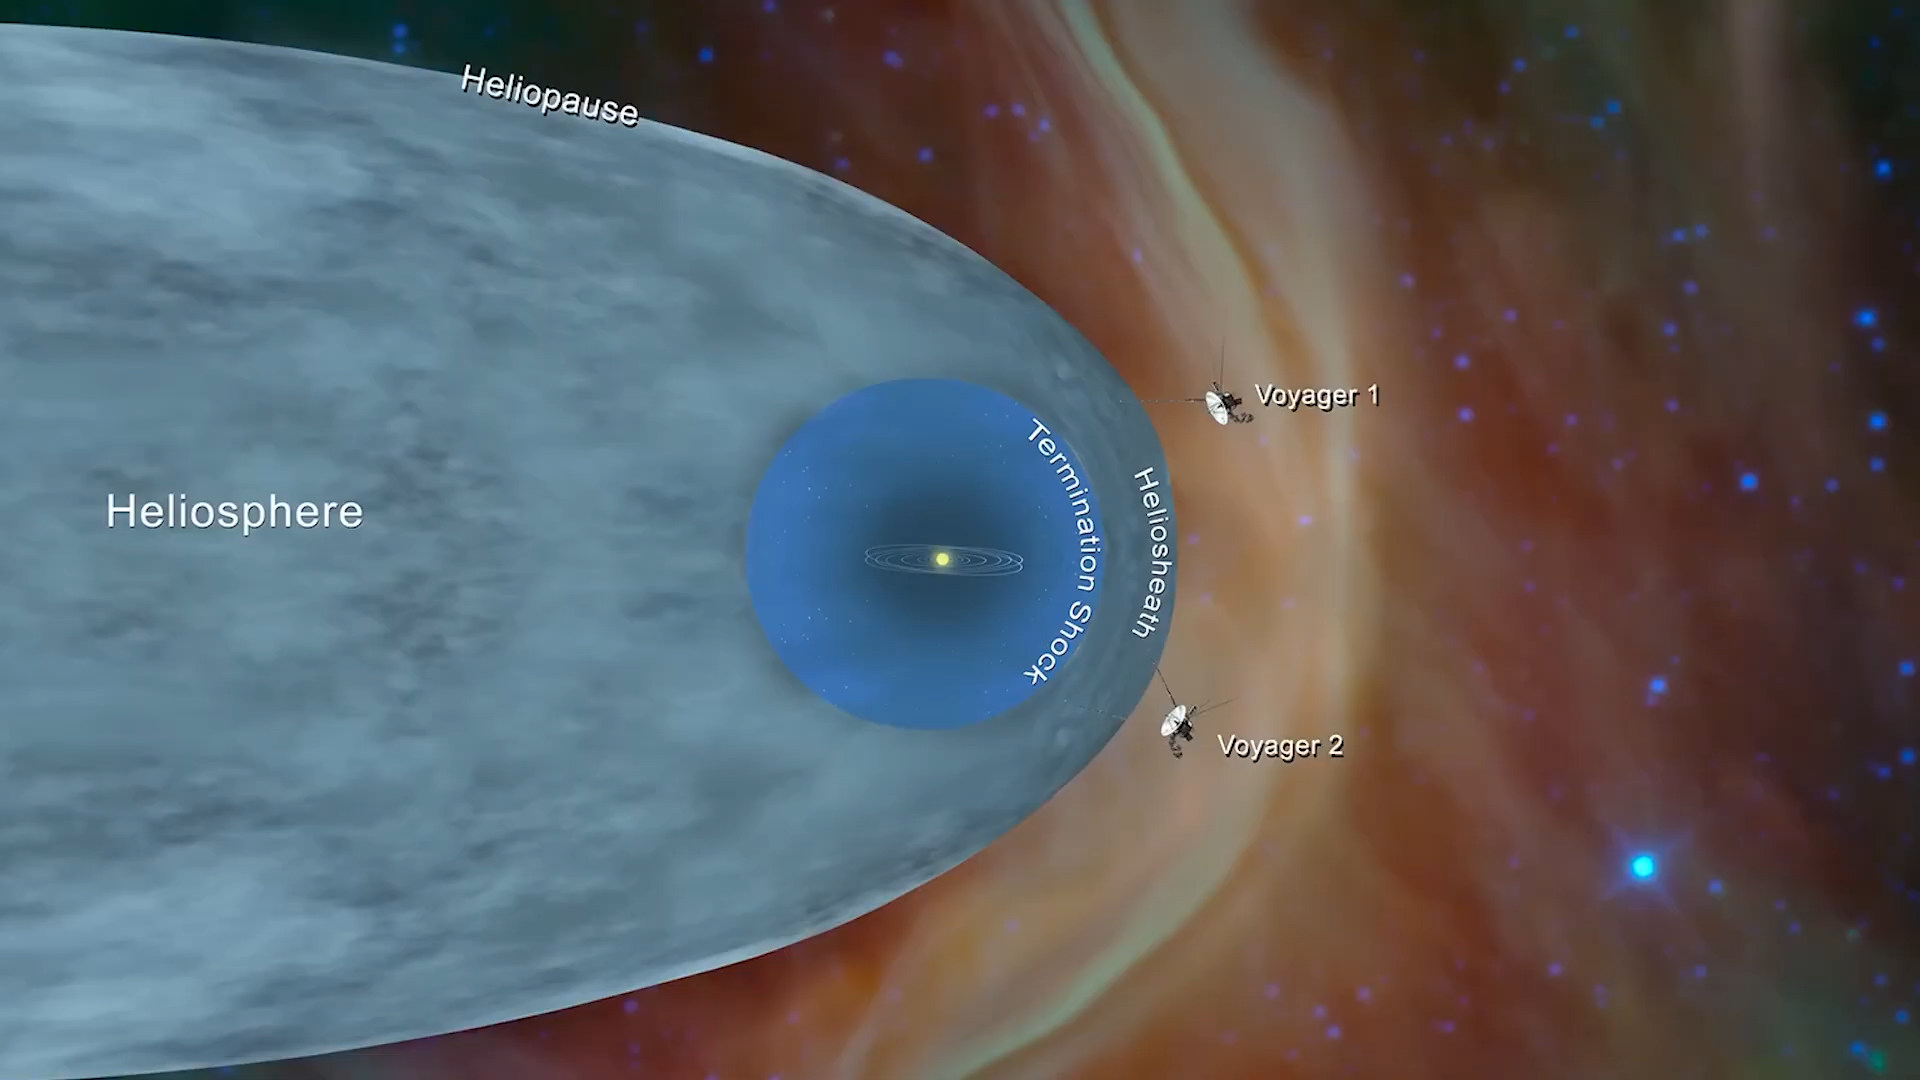 Heliopause
Voyager 1
Termination Shock
Heliosheath
Heliosphere
Voyager 2